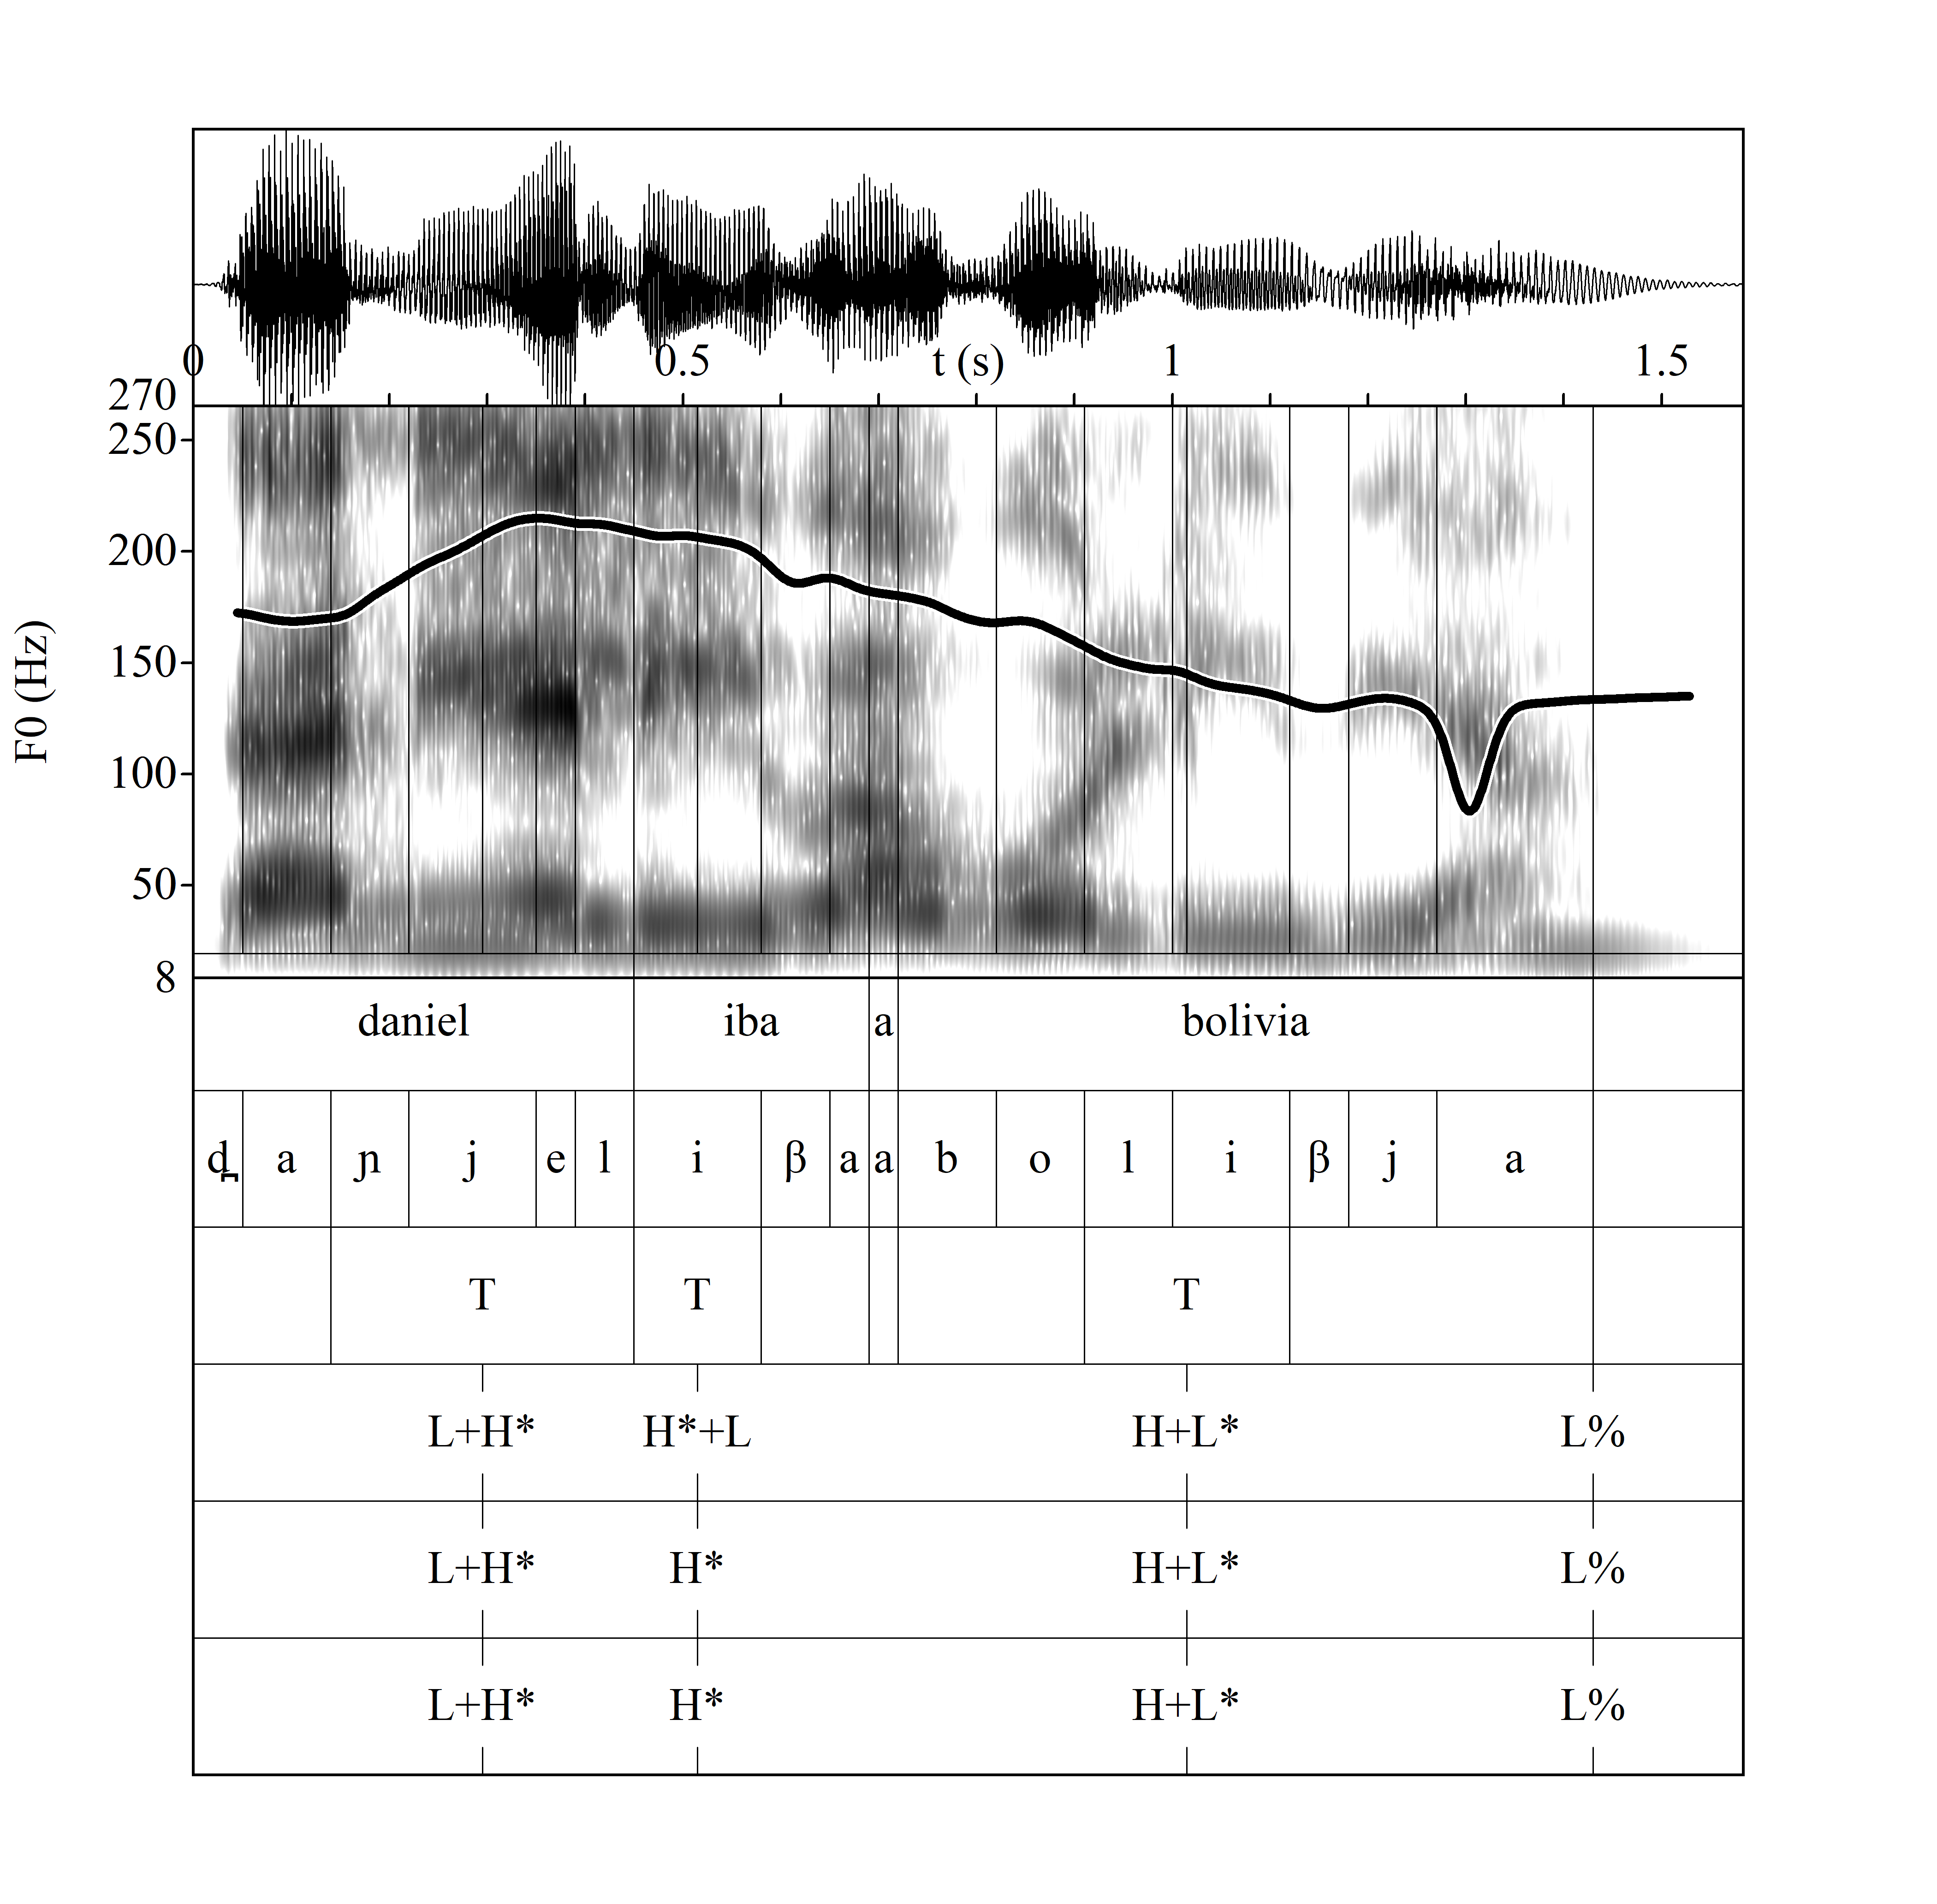 0 0.5 t (s) 1 1.5
270
250
200
150
100
50
8
F0 (Hz)
daniel iba a bolivia
d̪ a ɲ j e l i β a a b o l i β j a
T T T
L+H* H*+L H+L* L%
L+H* H* H+L* L%
L+H* H* H+L* L%